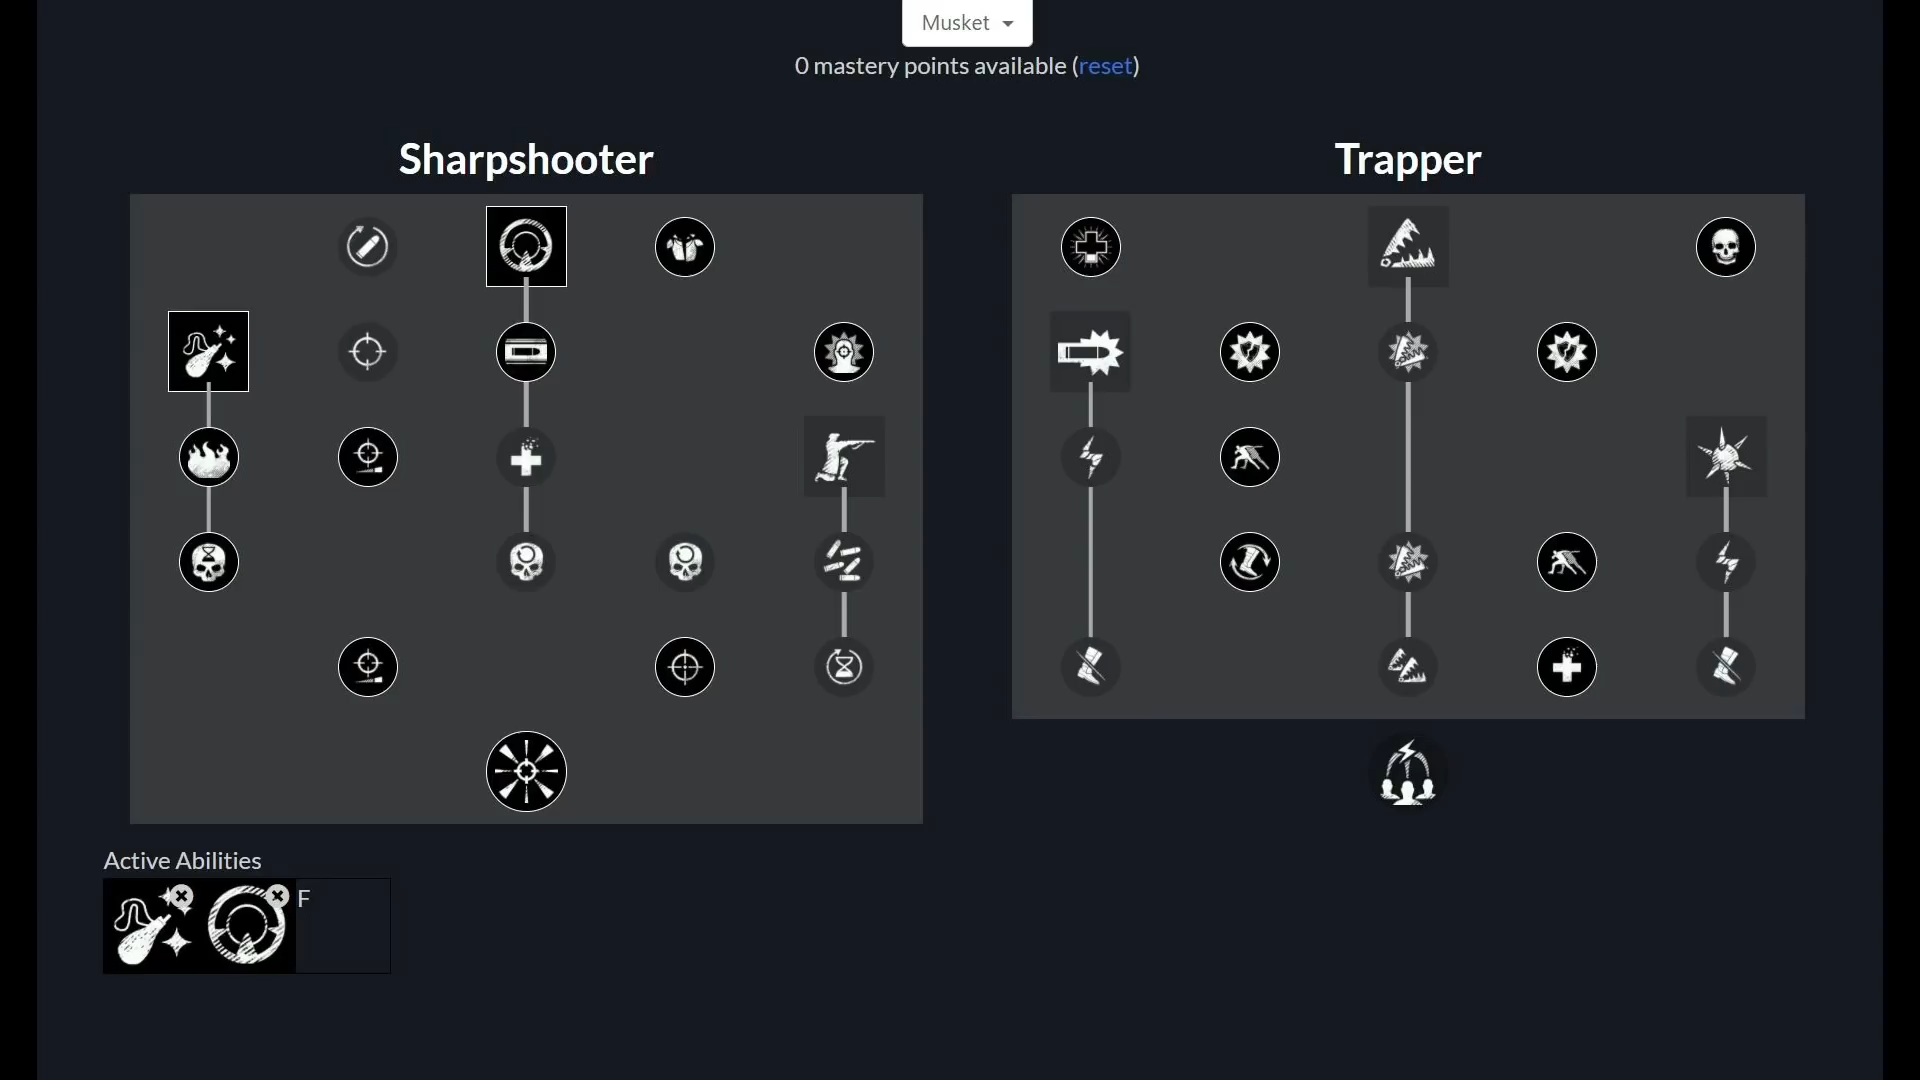 Musket
0 mastery points available (reset)
Sharpshooter
Trapper
Active Abilities
F